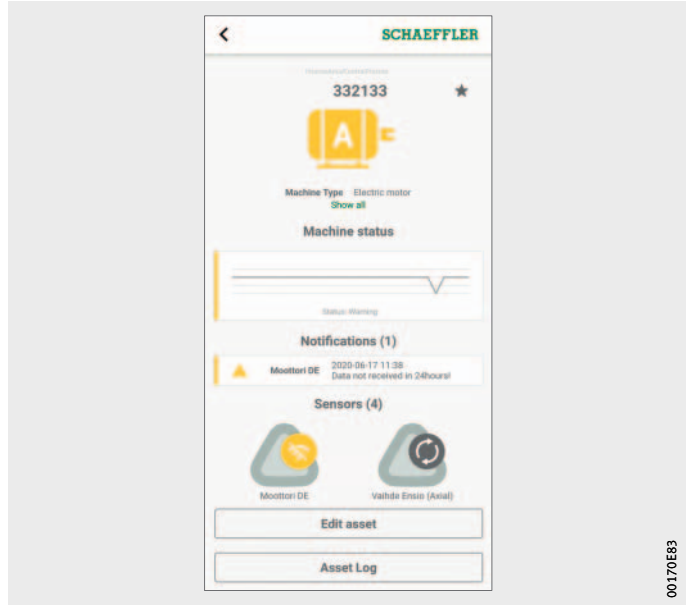 SCHAEFFLER
332133
A
Machine Type Electric motor
Show all
Machine status
Status: Warning
Notifications (1)
Moottori DE
2020-06-17 11:38
Data not received in 24hours!
Sensors (4)
Moottori DE
Vaihde Ensiö (Axial)
Edit asset
Asset Log
00170E83